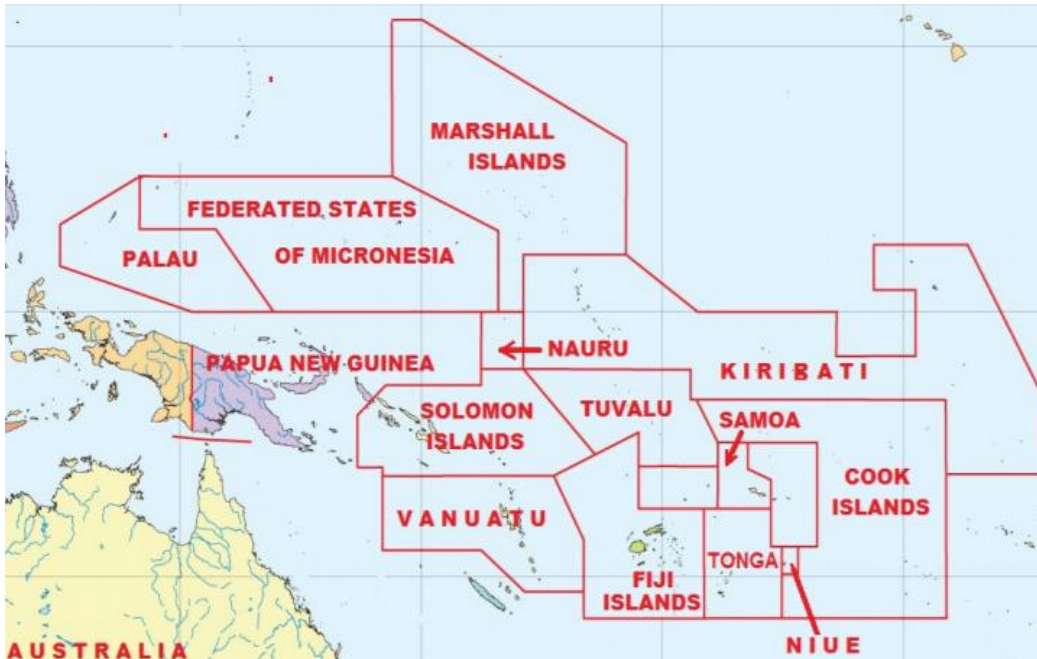 MARSHALL
ISLANDS
FEDERATED STATES
OF MICRONESIA
PALAU
PAPUA NEW GUINEA
NAURU
KIRIBATI
SOLOMON
ISLANDS
TUVALU
SAMOA
COOK
ISLANDS
VANUATU
TONGA
FIJI
ISLANDS
NIUE
AUSTRALIA